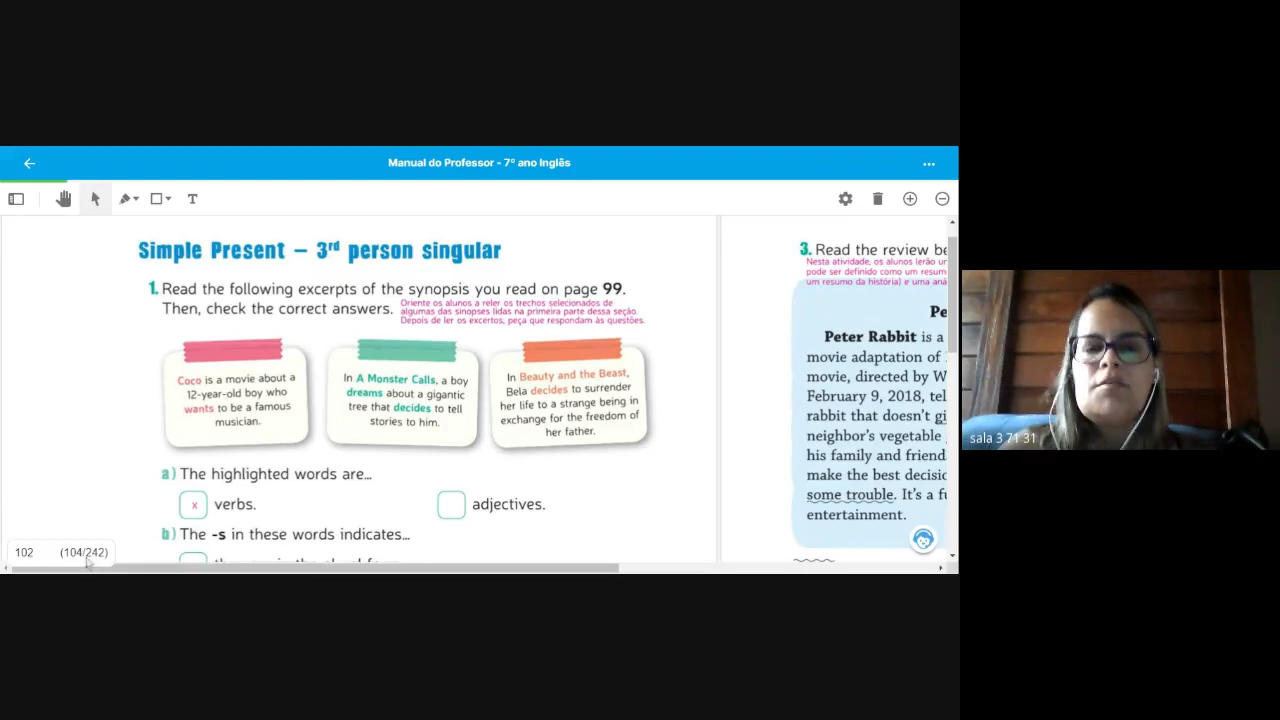 Manual do Professor - 7º ano Inglês
T
Simple Present – 3rd person singular
1. Read the following excerpts of the synopsis you read on page 99.
Then, check the correct answers.
Oriente os alunos a reler os trechos selecionados de
algumas das sinopses lidas na primeira parte dessa seção.
Depois de ler os excertos, peça que respondam às questões.
Coco is a movie about a
12-year-old boy who
wants to be a famous
musician.
In A Monster Calls, a boy
dreams about a gigantic
tree that decides to tell
stories to him.
In Beauty and the Beast,
Bela decides to surrender
her life to a strange being in
exchange for the freedom of
her father.
a) The highlighted words are...
x verbs.
adjectives.
b) The -s in these words indicates...
102 (104/242)
3. Read the review be
Nesta atividade, os alunos lerão ur
pode ser definido como um resum
um resumo da história) e uma aná
Pe
Peter Rabbit is a
movie adaptation of
movie, directed by W
February 9, 2018, tel
rabbit that doesn't gi
neighbor's vegetable
his family and friend
make the best decisio
some trouble. It's a fu
entertainment.
sala 3 71 31